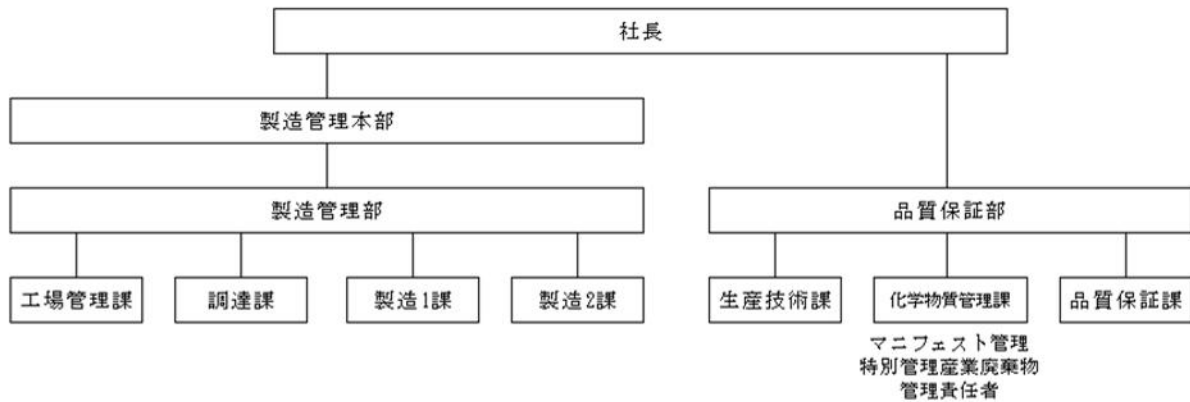 社長
製造管理本部
製造管理部
品質保証部
工場管理課
調達課
製造1課
製造2課
生産技術課
化学物質管理課
品質保証課
マニフェスト管理
特別管理産業廃棄物
管理責任者